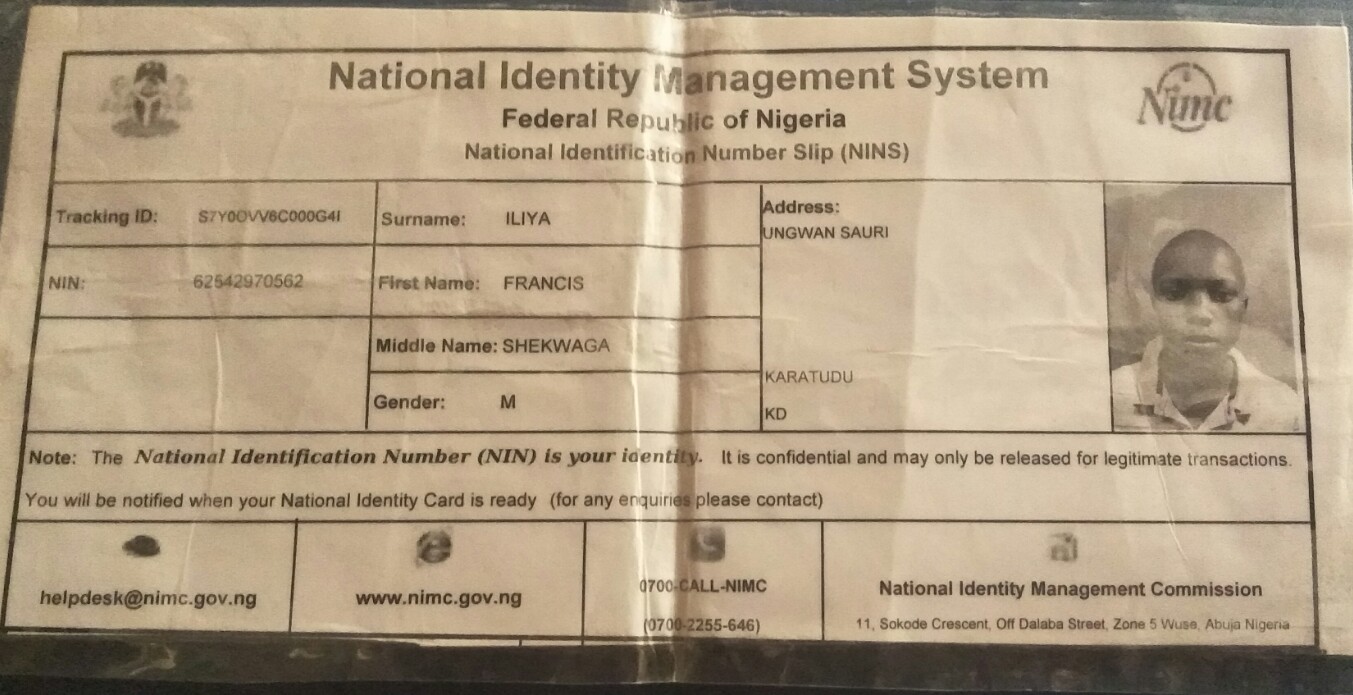 National Identity Management System
Federal Republic of Nigeria
National Identification Number Slip (NINS)
Nimc
Tracking ID: S7Y0OVV6C000G4I
Surname: ILIYA
Address:
UNGWAN SAURI
NIN: 62542970562
First Name: FRANCIS
Middle Name: SHEKWAGA
KARATUDU
Gender: M
KD
Note: The National Identification Number (NIN) is your identity. It is confidential and may only be released for legitimate transactions.
You will be notified when your National Identity Card is ready (for any enquiries please contact)
helpdesk@nimc.gov.ng
www.nimc.gov.ng
0700-CALL-NIMC
(0700-2255-646)
National Identity Management Commission
11, Sokode Crescent, Off Dalaba Street, Zone 5 Wuse, Abuja Nigeria